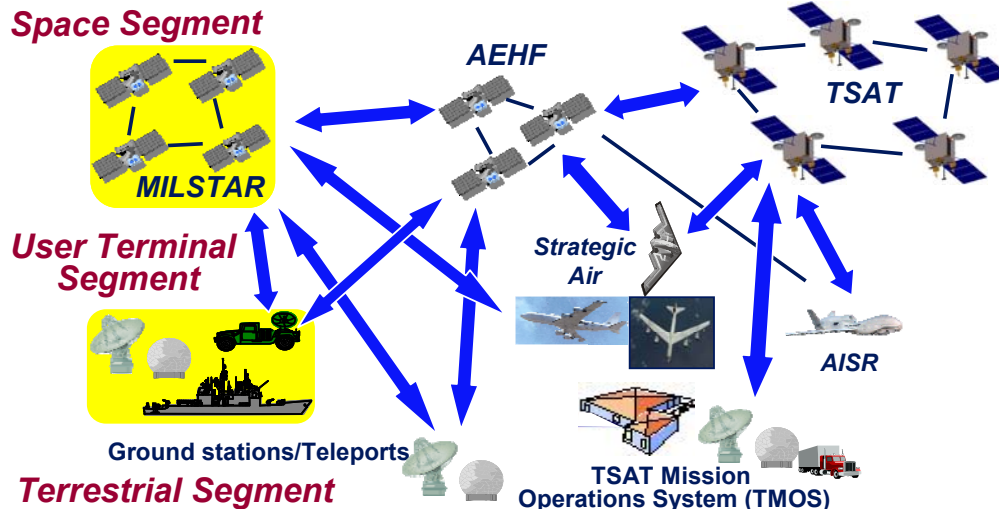 Space Segment
AEHF
TSAT
MILSTAR
User Terminal
Segment
Strategic
Air
AISR
Ground stations/Teleports
TSAT Mission
Operations System (TMOS)
Terrestrial Segment